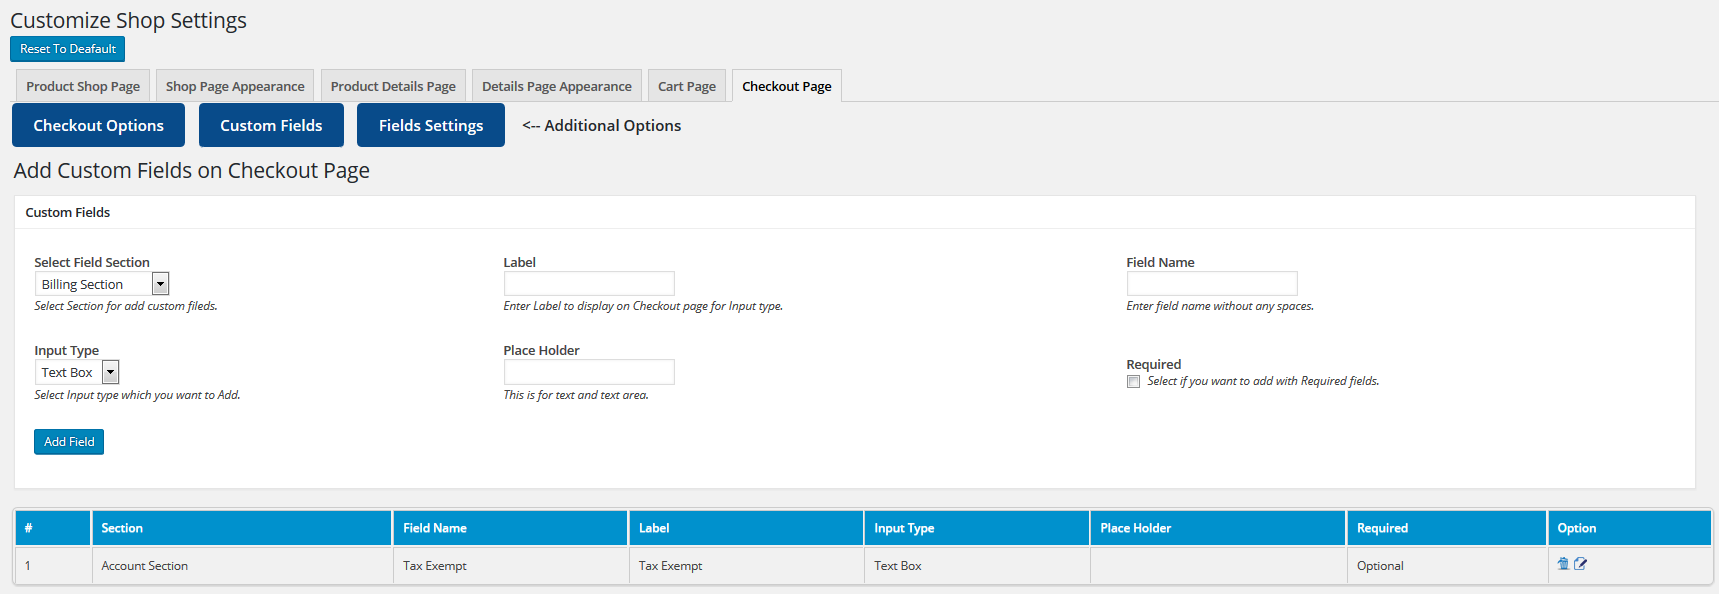 Customize Shop Settings
Reset To Deafault
Product Shop Page Shop Page Appearance Product Details Page Details Page Appearance Cart Page Checkout Page
Checkout Options Custom Fields Fields Settings <-- Additional Options
Add Custom Fields on Checkout Page
Custom Fields
Select Field Section Label Field Name
Billing Section
Select Section for add custom fileds. Enter Label to display on Checkout page for Input type. Enter field name without any spaces.
Input Type Place Holder Required
Text Box
Select if you want to add with Required fields.
Select Input type which you want to Add. This is for text and text area.
Add Field
# Section Field Name Label Input Type Place Holder Required Option
1 Account Section Tax Exempt Tax Exempt Text Box Optional